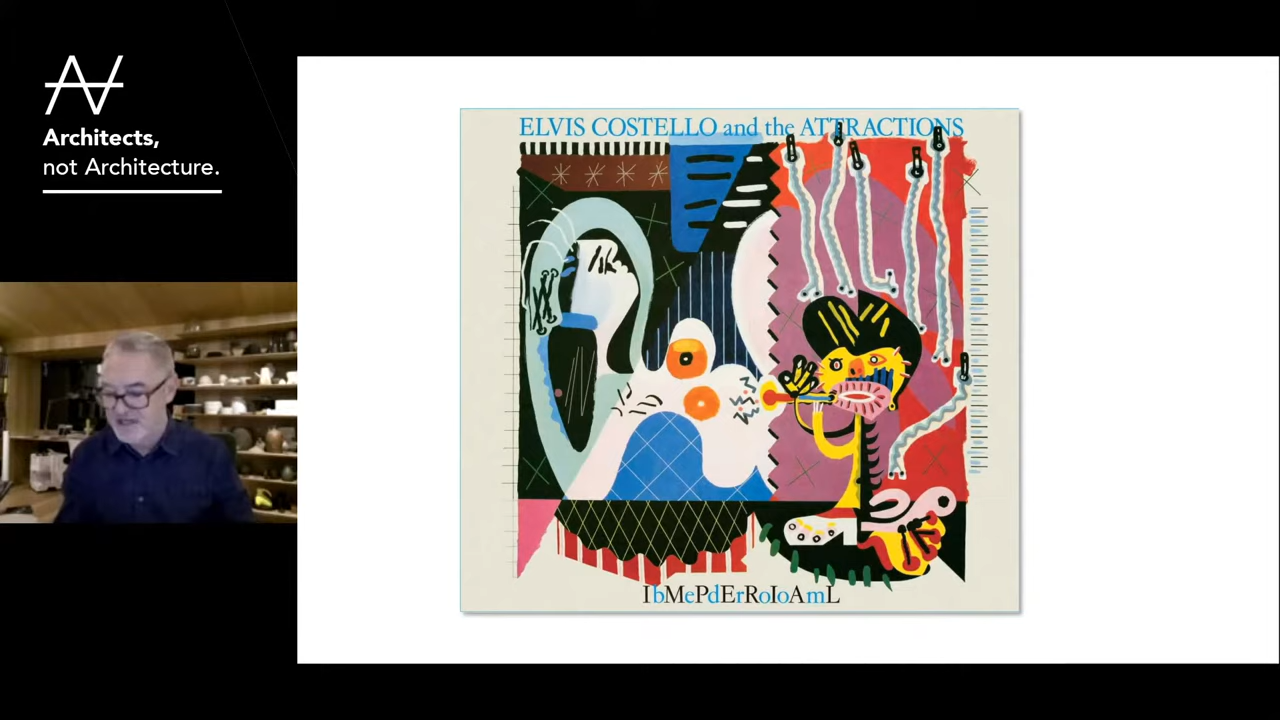 Architects,
not Architecture.
ELVIS COSTELLO and the ATTRACTIONS
IbMePdErRoIoAmL